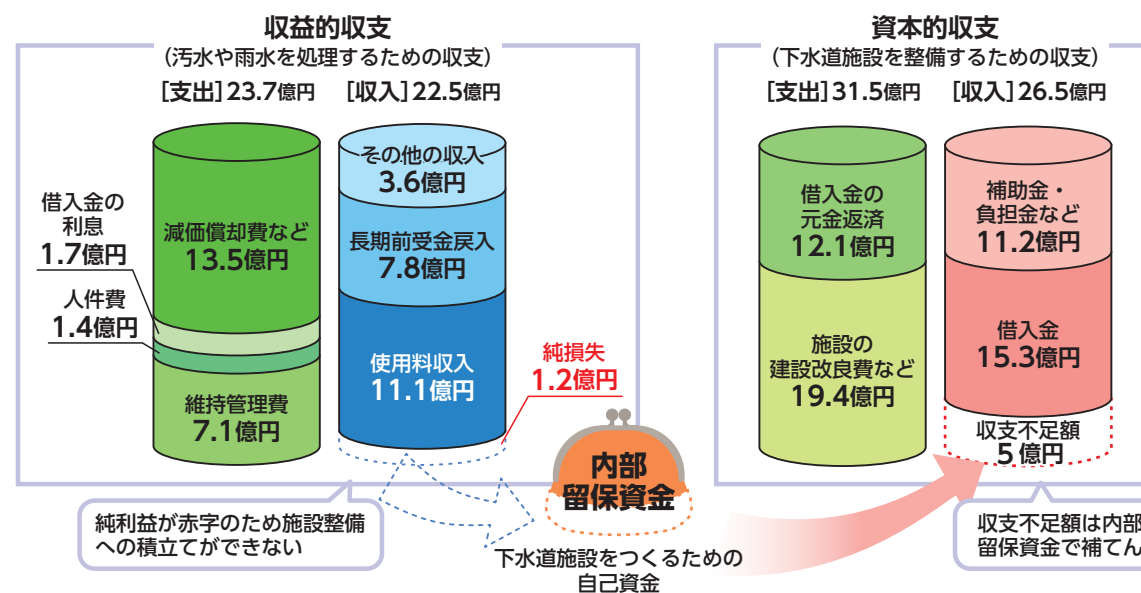 収益的収支
（汚水や雨水を処理するための収支）
［支出］23.7億円
［収入］22.5億円
減価償却費など
13.5億円
借入金の
利息
1.7億円
人件費
1.4億円
維持管理費
7.1億円
その他の収入
3.6億円
長期前受金戻入
7.8億円
使用料収入
11.1億円
純損失
1.2億円
純利益が赤字のため施設整備
への積立てができない
内部
留保資金
下水道施設をつくるための
自己資金
資本的収支
（下水道施設を整備するための収支）
［支出］31.5億円
［収入］26.5億円
借入金の
元金返済
12.1億円
施設の
建設改良費など
19.4億円
補助金・
負担金など
11.2億円
借入金
15.3億円
収支不足額
5億円
収支不足額は内部
留保資金で補てん